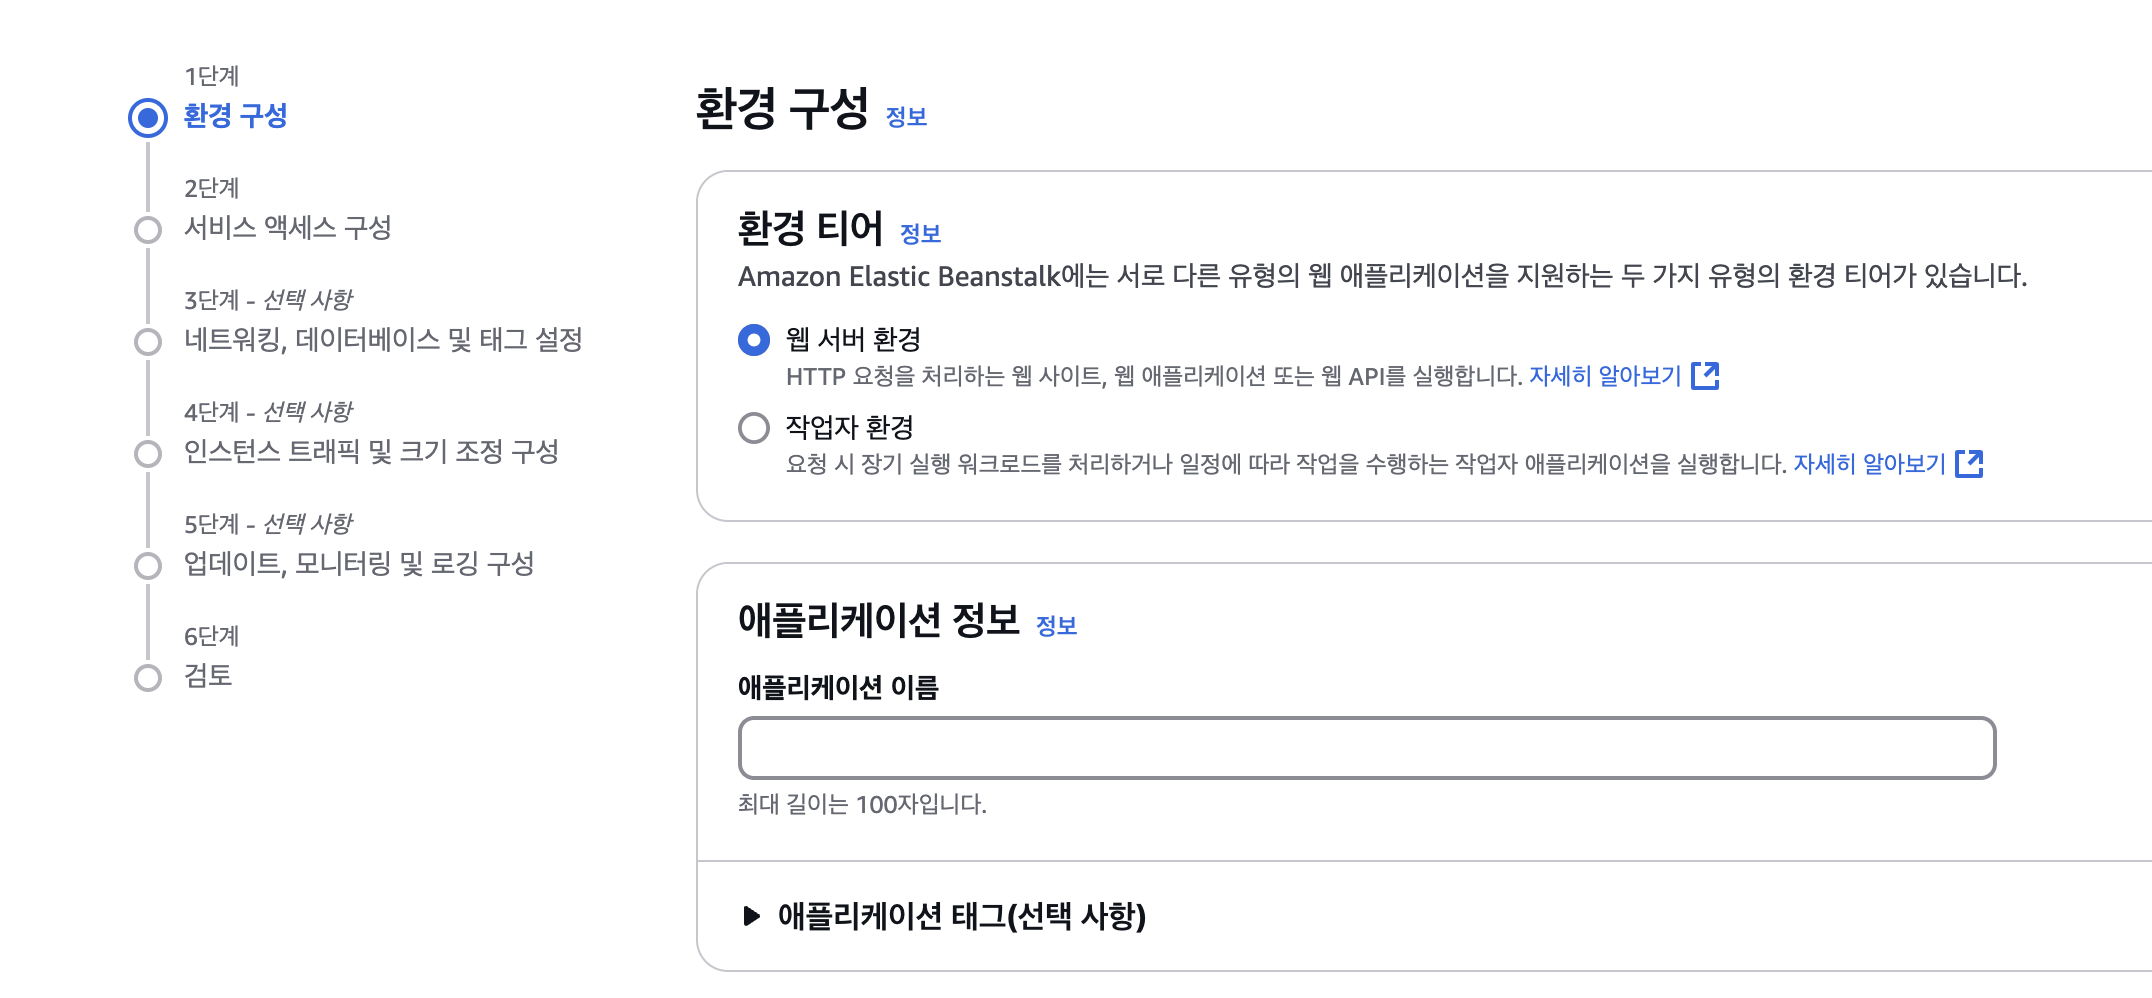 1단계
환경 구성
2단계
서비스 액세스 구성
3단계 - 선택 사항
네트워킹, 데이터베이스 및 태그 설정
4단계 - 선택 사항
인스턴스 트래픽 및 크기 조정 구성
5단계 - 선택 사항
업데이트, 모니터링 및 로깅 구성
6단계
검토
환경 구성 정보
환경 티어 정보
Amazon Elastic Beanstalk에는 서로 다른 유형의 웹 애플리케이션을 지원하는 두 가지 유형의 환경 티어가 있습니다.
웹 서버 환경
HTTP 요청을 처리하는 웹 사이트, 웹 애플리케이션 또는 웹 API를 실행합니다. 자세히 알아보기
작업자 환경
요청 시 장기 실행 워크로드를 처리하거나 일정에 따라 작업을 수행하는 작업자 애플리케이션을 실행합니다. 자세히 알아보기
애플리케이션 정보 정보
애플리케이션 이름
최대 길이는 100자입니다.
애플리케이션 태그(선택 사항)